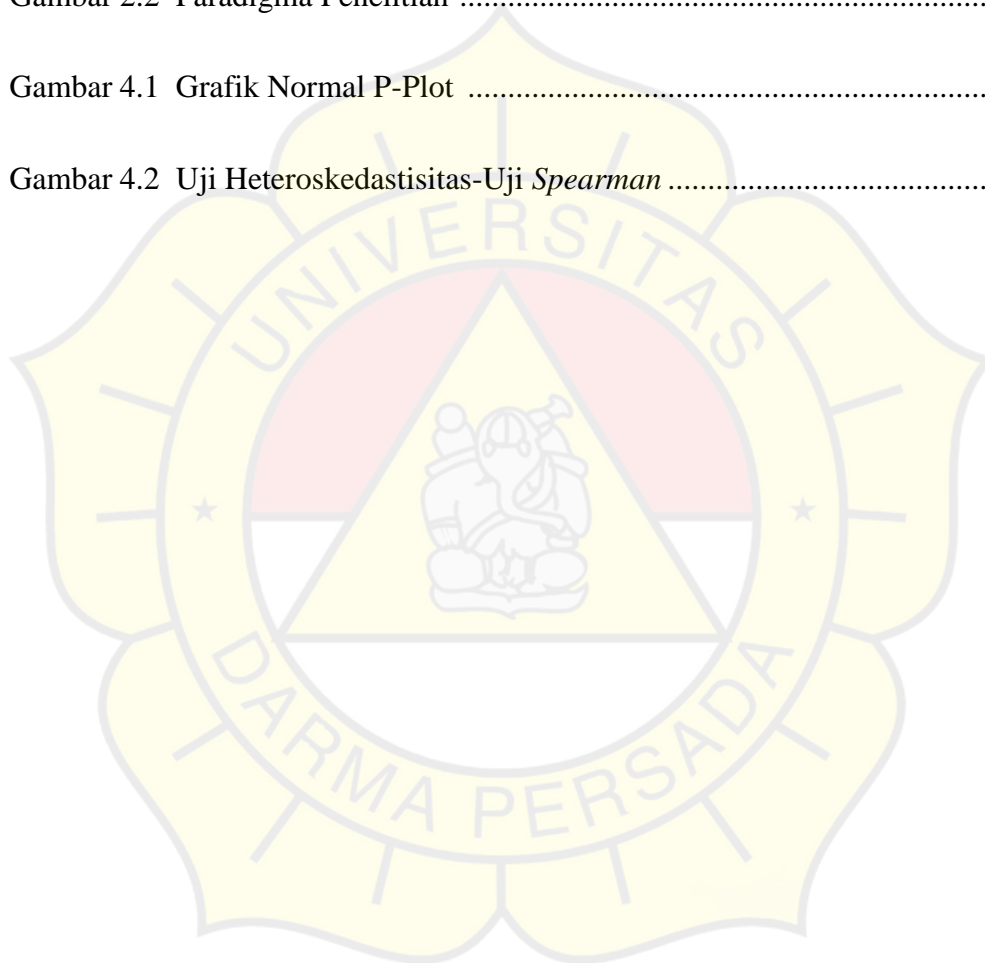 Gambar 2.2 Paradigma Penelitian ..................................................................
Gambar 4.1 Grafik Normal P-Plot .................................................................
Gambar 4.2 Uji Heteroskedastisitas-Uji Spearman ........................................
UNIVERSITAS
DARMA PERSADA